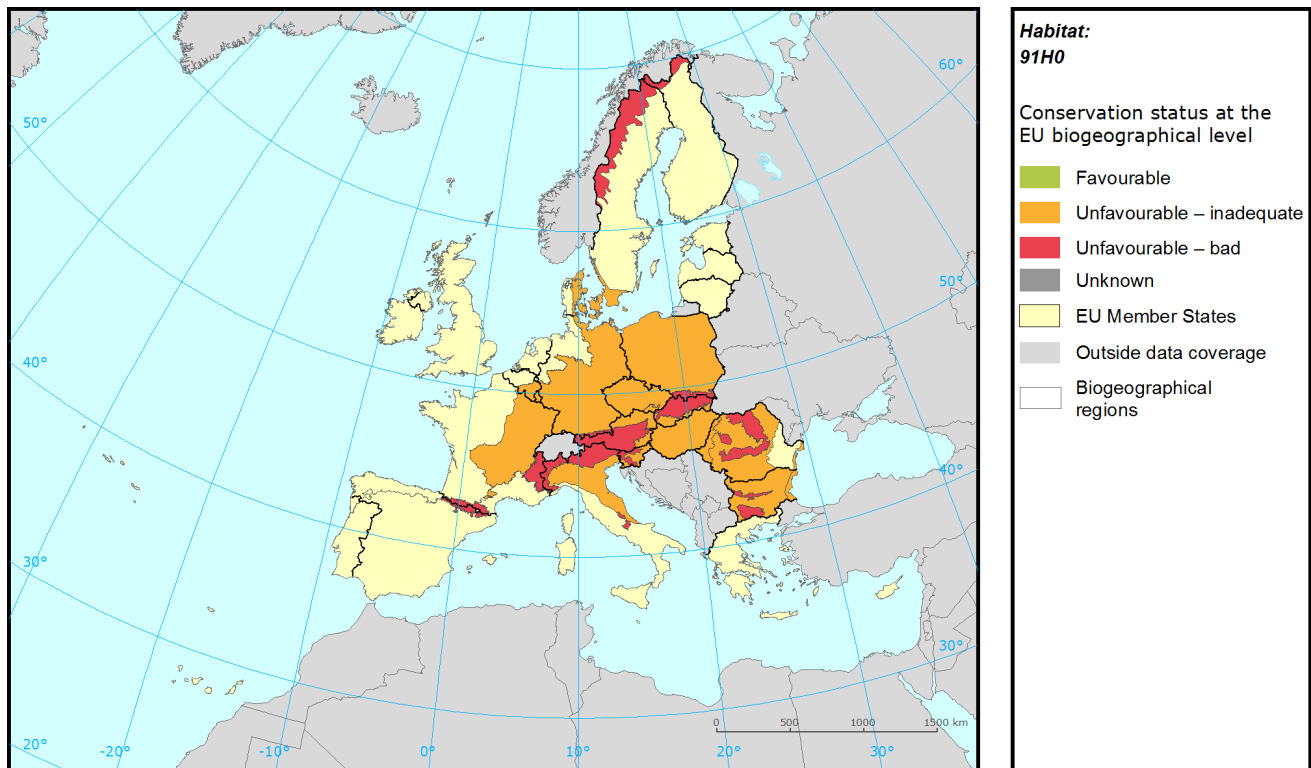 Habitat:
91H0
Conservation status at the
EU biogeographical level
Favourable
Unfavourable – inadequate
Unfavourable – bad
Unknown
EU Member States
Outside data coverage
Biogeographical
regions
60°
50°
50°
40°
40°
30°
30°
0 500 1000 1500 km
20° -20° -10° 0° 10° 20° 30°